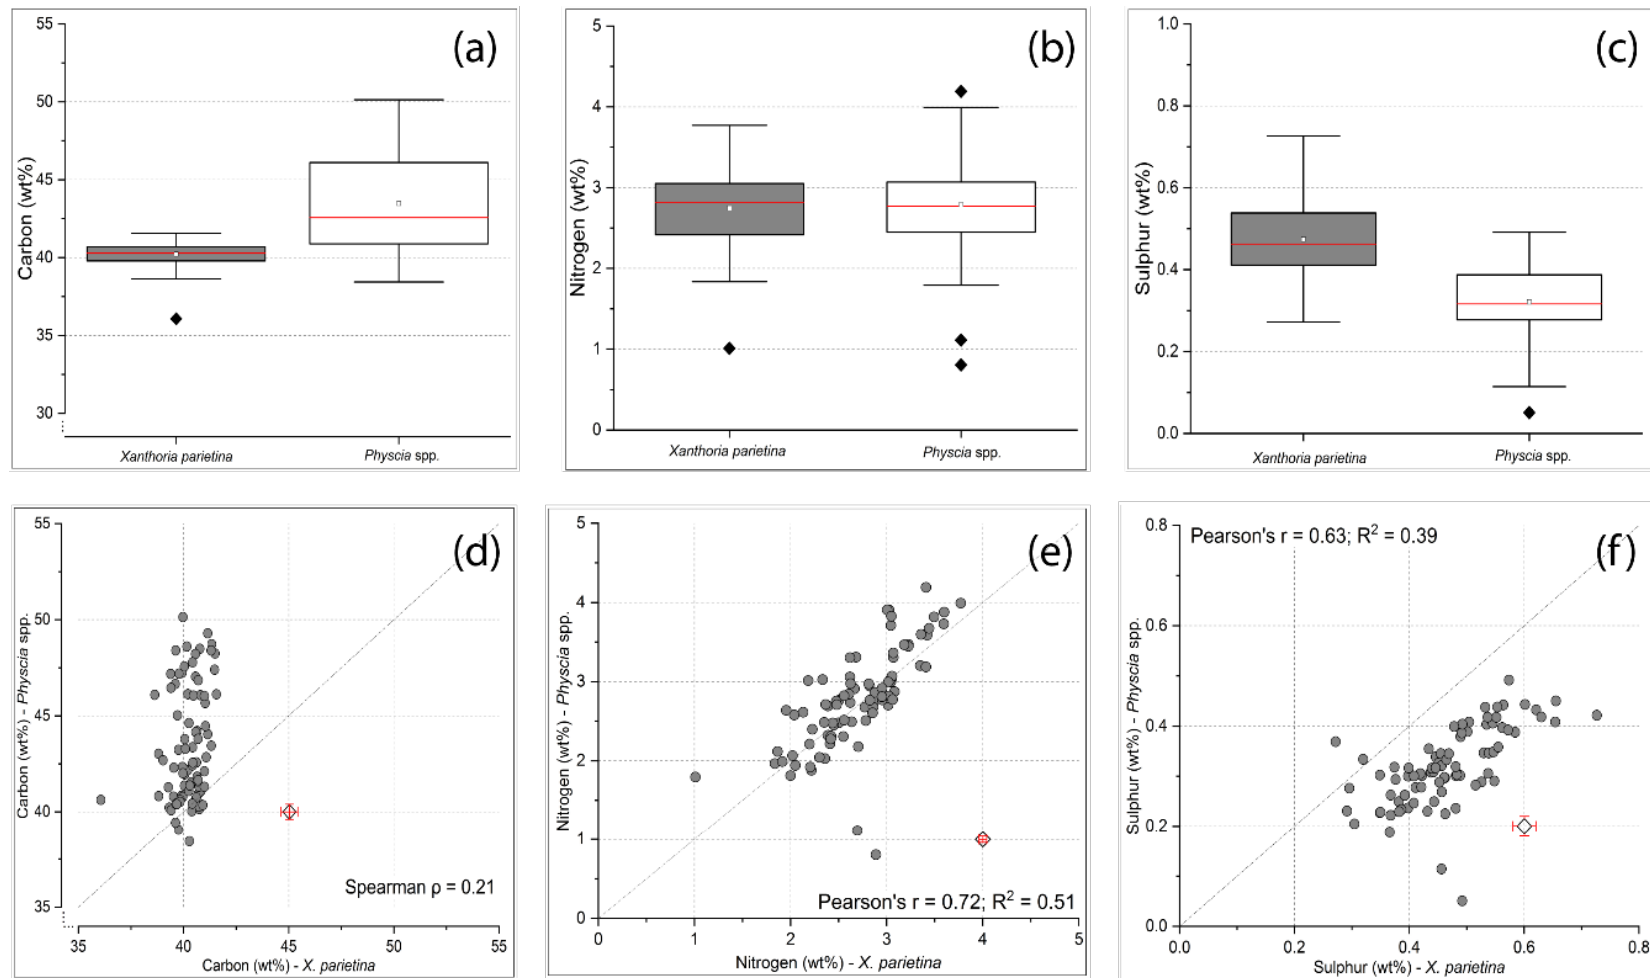 (a)
Carbon (wt%)
55
50
45
40
35
30
Xanthoria parietina
Physcia spp.
(b)
Nitrogen (wt%)
5
4
3
2
1
0
Xanthoria parietina
Physcia spp.
(c)
Sulphur (wt%)
1.0
0.8
0.6
0.4
0.2
0.0
Xanthoria parietina
Physcia spp.
(d)
Carbon (wt%) - Physcia spp.
55
50
45
40
35
Spearman ρ = 0.21
35 40 45 50 55
Carbon (wt%) - X. parietina
(e)
Nitrogen (wt%) - Physcia spp.
5
4
3
2
1
0
Pearson's r = 0.72; R² = 0.51
0 1 2 3 4 5
Nitrogen (wt%) - X. parietina
(f)
Pearson's r = 0.63; R² = 0.39
Sulphur (wt%) - Physcia spp.
0.8
0.6
0.4
0.2
0.0
0.0 0.2 0.4 0.6 0.8
Sulphur (wt%) - X. parietina